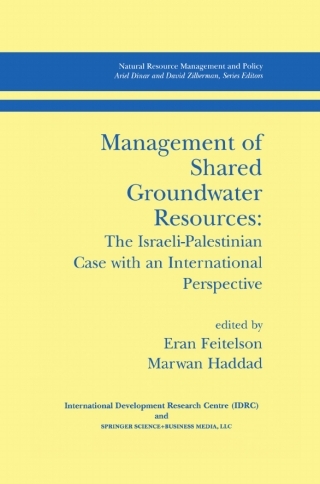 Natural Resource Management and Policy
Ariel Dinar and David Zilberman, Series Editors
Management of
Shared
Groundwater
Resources:
The Israeli-Palestinian
Case with an International
Perspective
edited by
Eran Feitelson
Marwan Haddad
International Development Research Centre (IDRC)
and
SPRINGER SCIENCE+BUSINESS MEDIA, LLC